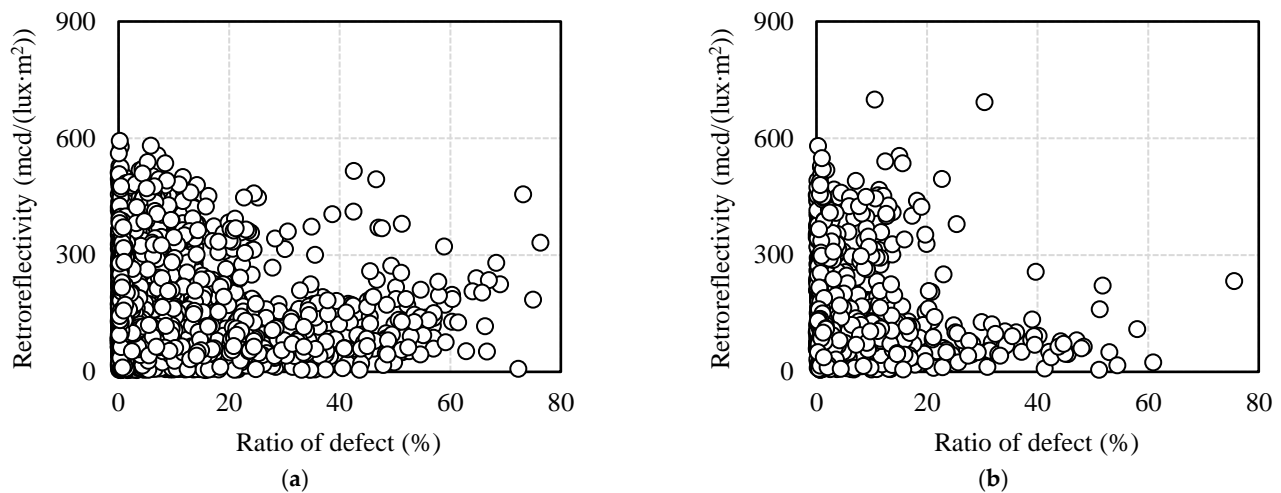 900
600
300
0
Retroreflectivity (mcd/(lux·m²))
0 20 40 60 80
Ratio of defect (%)
(a)
900
600
300
0
Retroreflectivity (mcd/(lux·m²))
0 20 40 60 80
Ratio of defect (%)
(b)